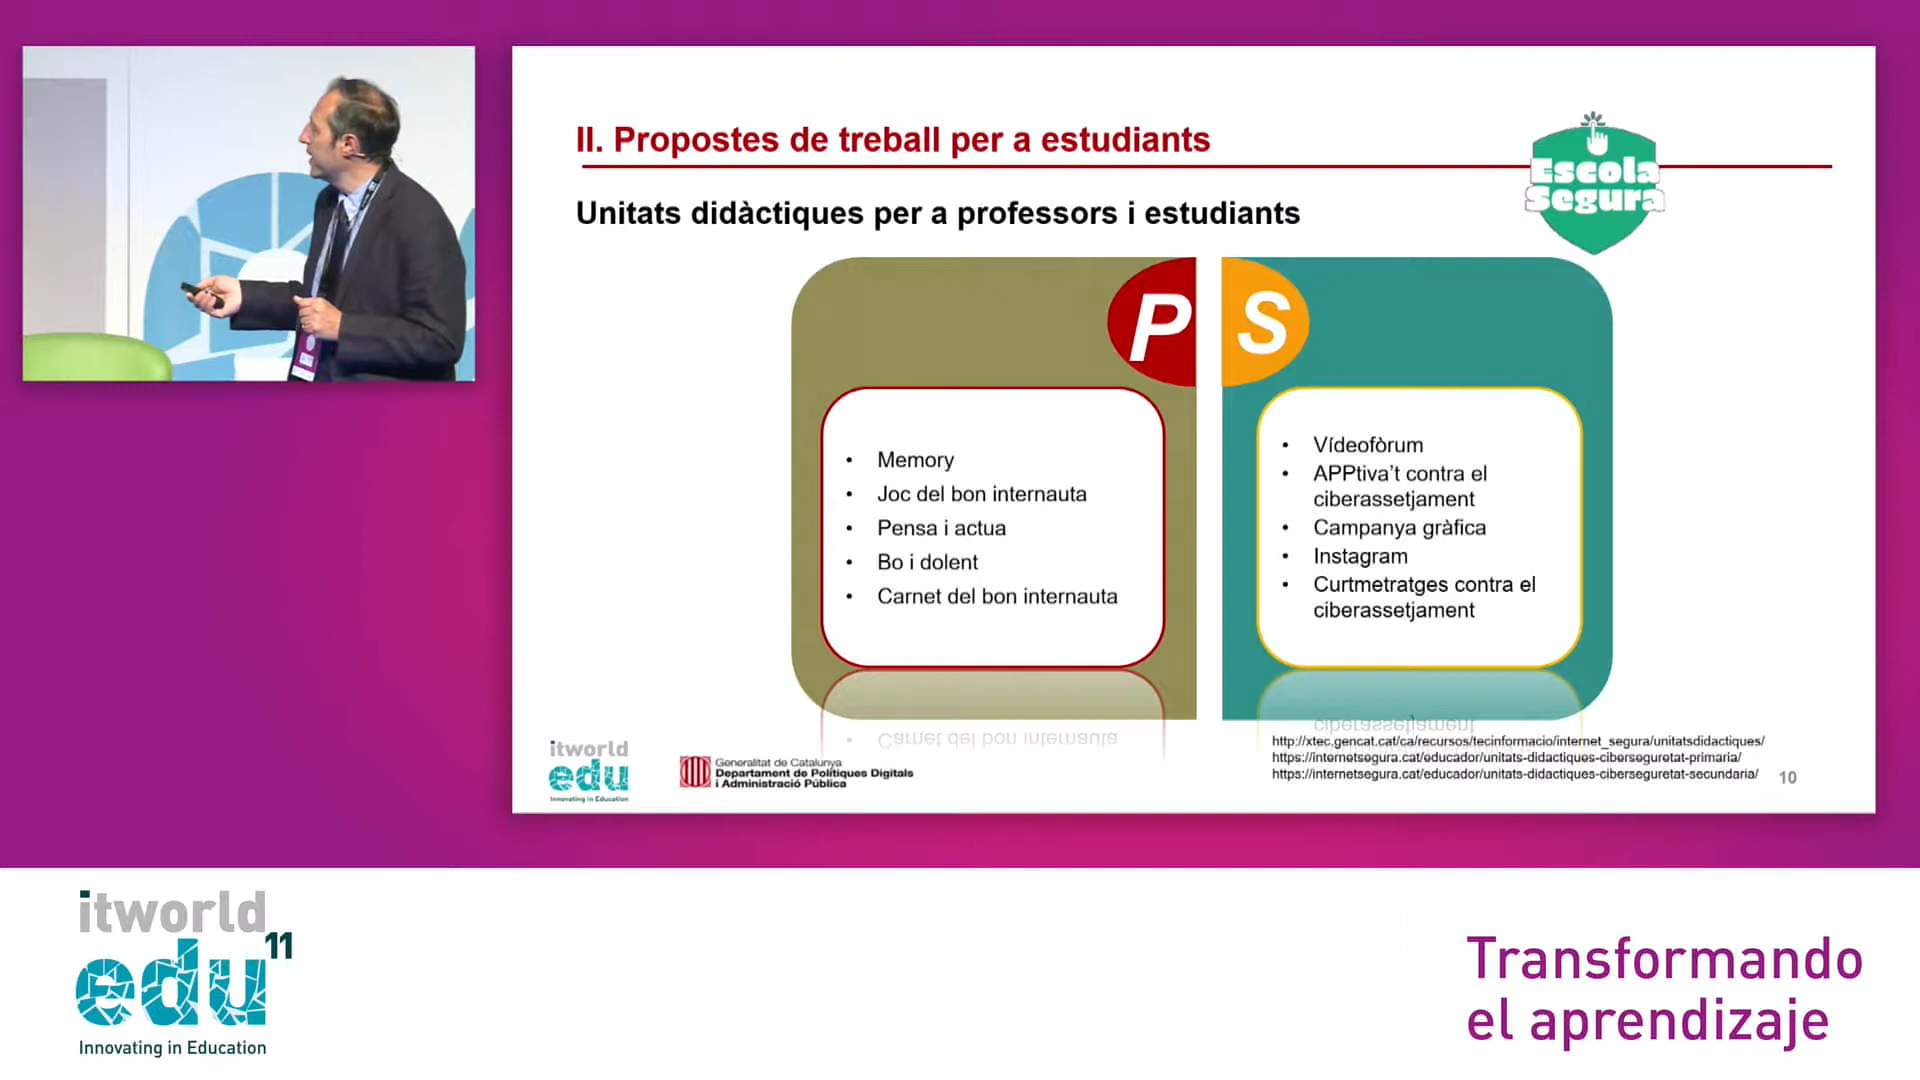 II. Propostes de treball per a estudiants
Escola
Segura
Unitats didàctiques per a professors i estudiants
P
• Memory
• Joc del bon internauta
• Pensa i actua
• Bo i dolent
• Carnet del bon internauta
S
• Vídeofòrum
• APPtiva’t contra el
ciberassetjament
• Campanya gràfica
• Instagram
• Curtmetratges contra el
ciberassetjament
itworld
edu
Innovating in Education
Generalitat de Catalunya
Departament de Polítiques Digitals
i Administració Pública
http://xtec.gencat.cat/ca/recursos/tecinformacio/internet_segura/unitatsdidactiques/
https://internetsegura.cat/educador/unitats-didactiques-ciberseguretat-primaria/
https://internetsegura.cat/educador/unitats-didactiques-ciberseguretat-secundaria/
10
itworld
edu11
Innovating in Education
Transformando
el aprendizaje